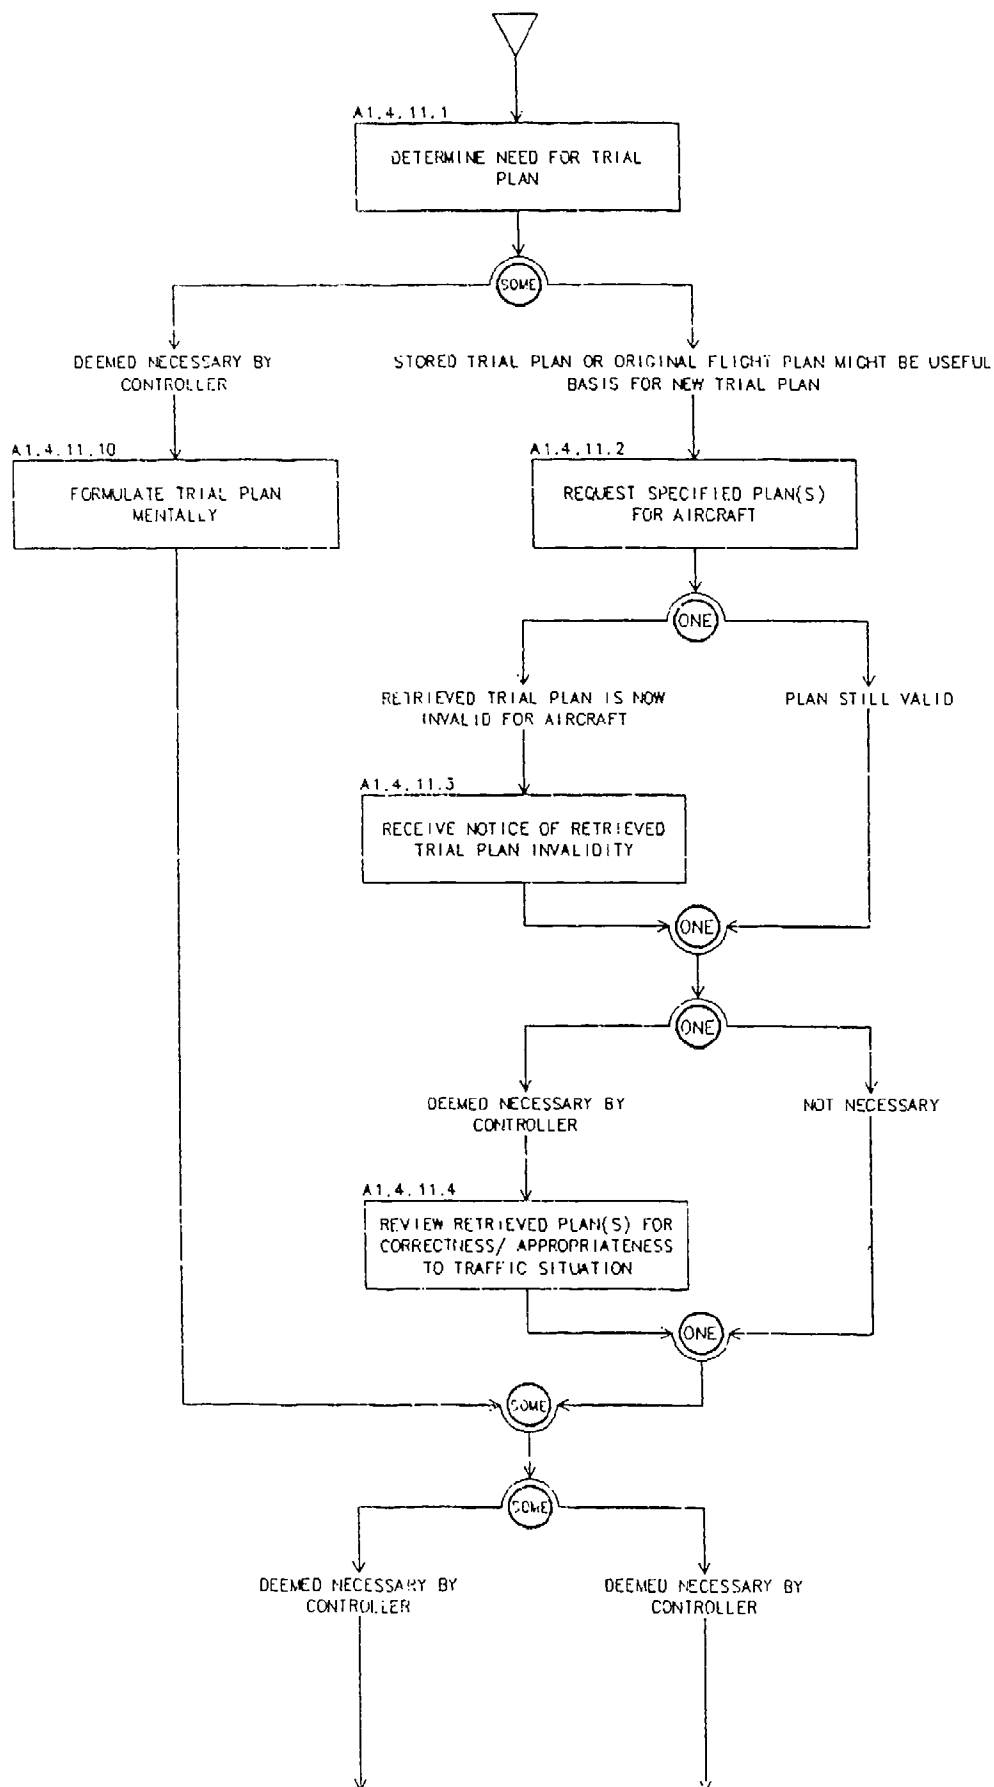 A1.4.11.1
DETERMINE NEED FOR TRIAL
PLAN
SOME
DEEMED NECESSARY BY
CONTROLLER
STORED TRIAL PLAN OR ORIGINAL FLIGHT PLAN MIGHT BE USEFUL
BASIS FOR NEW TRIAL PLAN
A1.4.11.10
FORMULATE TRIAL PLAN
MENTALLY
A1.4.11.2
REQUEST SPECIFIED PLAN(S)
FOR AIRCRAFT
ONE
RETRIEVED TRIAL PLAN IS NOW
INVALID FOR AIRCRAFT
PLAN STILL VALID
A1.4.11.3
RECEIVE NOTICE OF RETRIEVED
TRIAL PLAN INVALIDITY
ONE
ONE
DEEMED NECESSARY BY
CONTROLLER
NOT NECESSARY
A1.4.11.4
REVIEW RETRIEVED PLAN(S) FOR
CORRECTNESS/ APPROPRIATENESS
TO TRAFFIC SITUATION
ONE
SOME
SOME
DEEMED NECESSARY BY
CONTROLLER
DEEMED NECESSARY BY
CONTROLLER